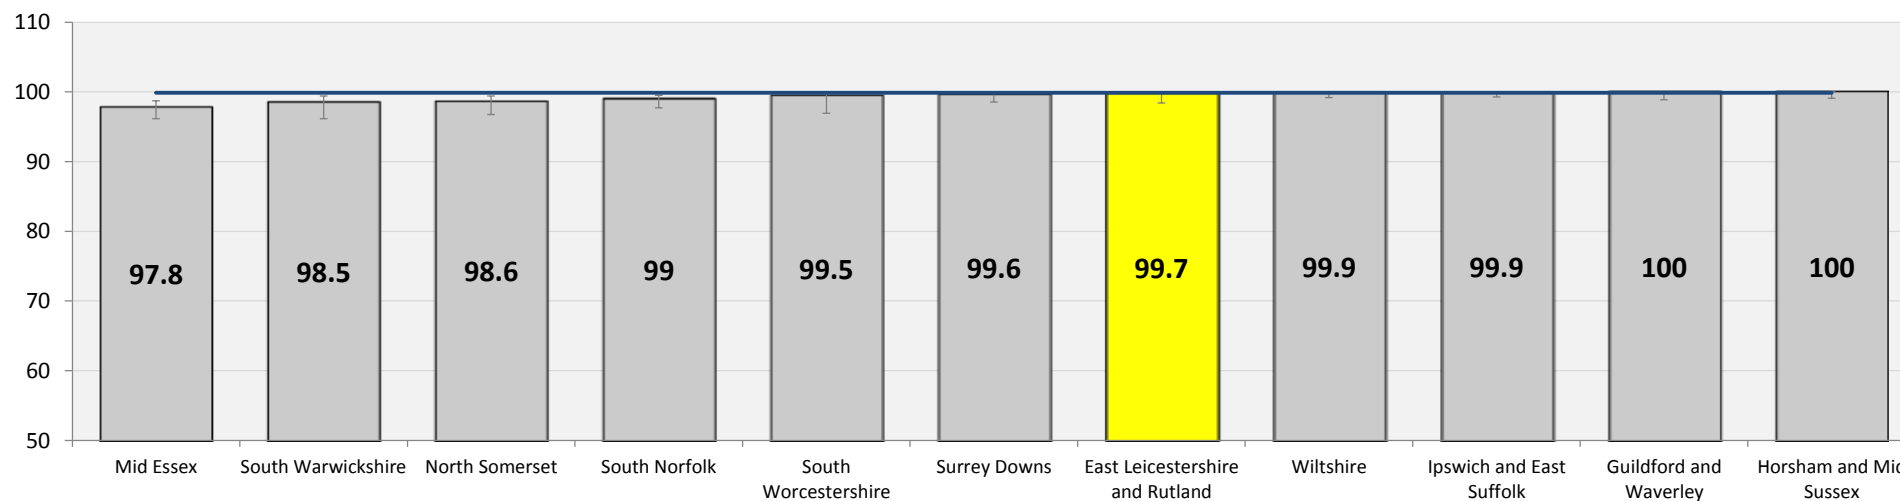 110
100
90
80
70
60
50
97.8
98.5
98.6
99
99.5
99.6
99.7
99.9
99.9
100
100
Mid Essex
South Warwickshire
North Somerset
South Norfolk
South
Worcestershire
Surrey Downs
East Leicestershire
and Rutland
Wiltshire
Ipswich and East
Suffolk
Guildford and
Waverley
Horsham and Mid
Sussex